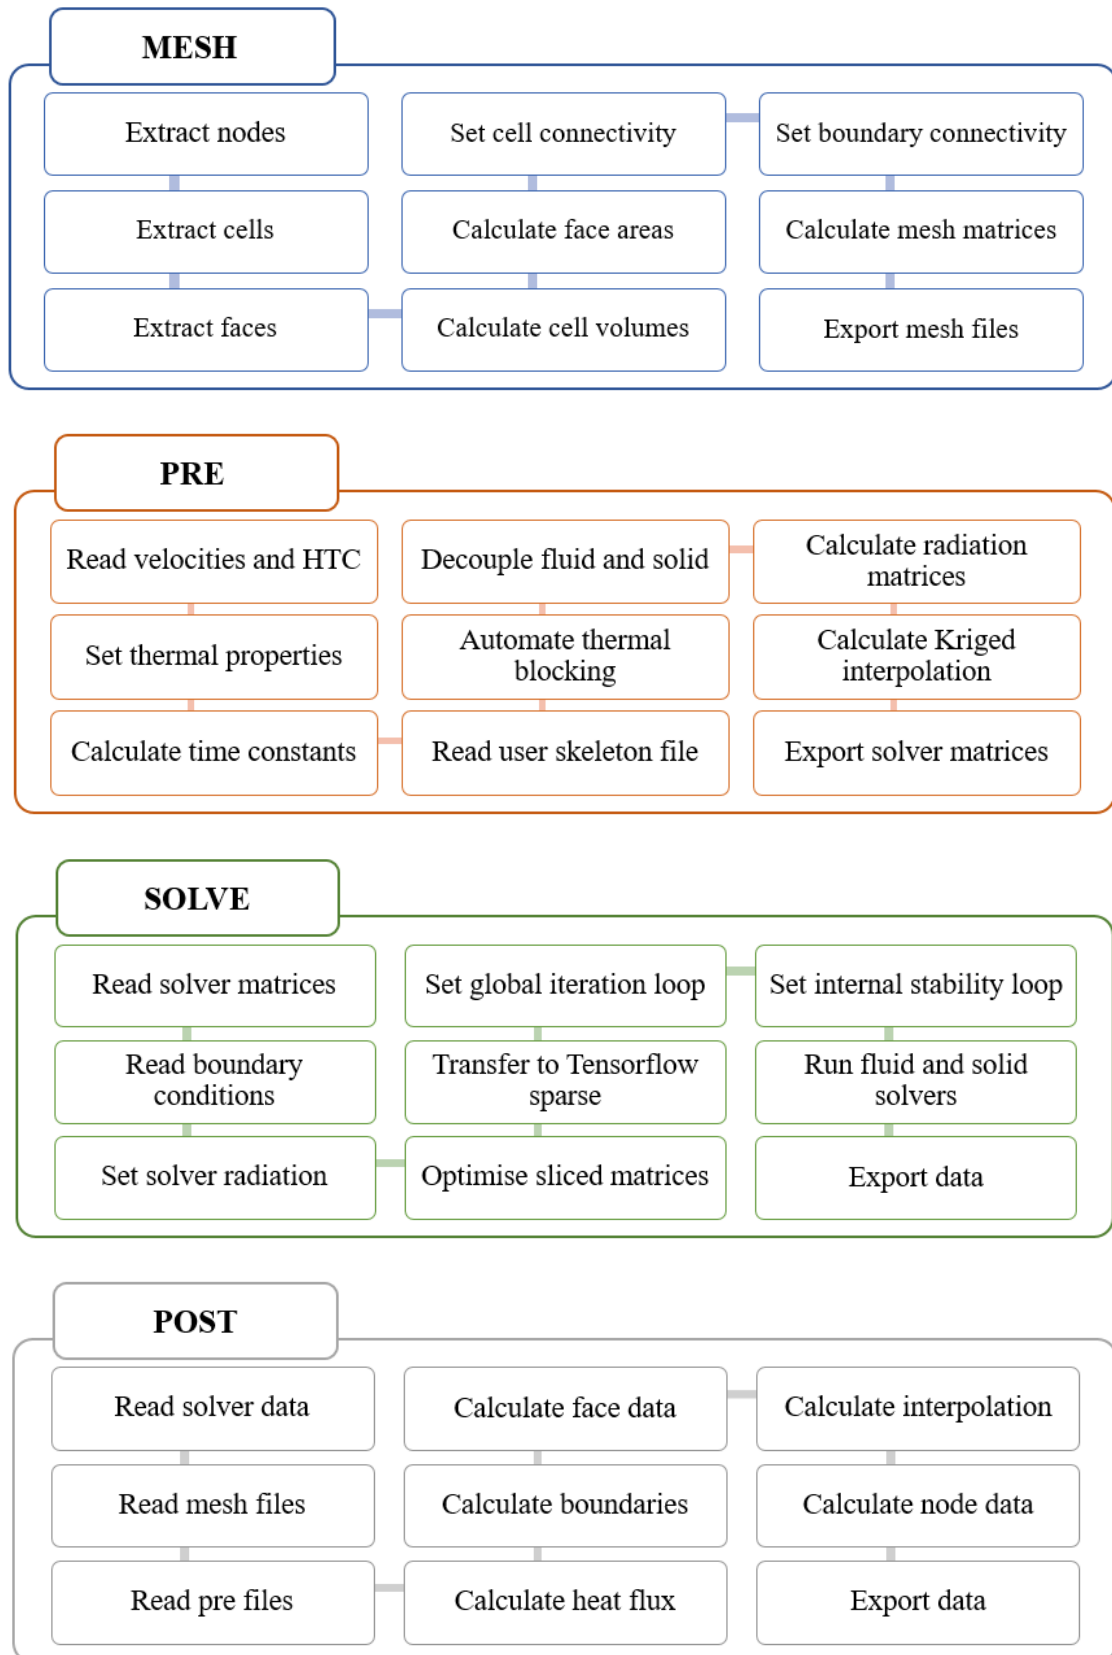 MESH
Extract nodes
Extract cells
Extract faces
Calculate cell volumes
Calculate face areas
Set cell connectivity
Set boundary connectivity
Calculate mesh matrices
Export mesh files
PRE
Read velocities and HTC
Set thermal properties
Calculate time constants
Read user skeleton file
Automate thermal
blocking
Decouple fluid and solid
Calculate radiation
matrices
Calculate Kriged
interpolation
Export solver matrices
SOLVE
Read solver matrices
Read boundary
conditions
Set solver radiation
Optimise sliced matrices
Transfer to Tensorflow
sparse
Set global iteration loop
Set internal stability loop
Run fluid and solid
solvers
Export data
POST
Read solver data
Read mesh files
Read pre files
Calculate heat flux
Calculate boundaries
Calculate face data
Calculate interpolation
Calculate node data
Export data